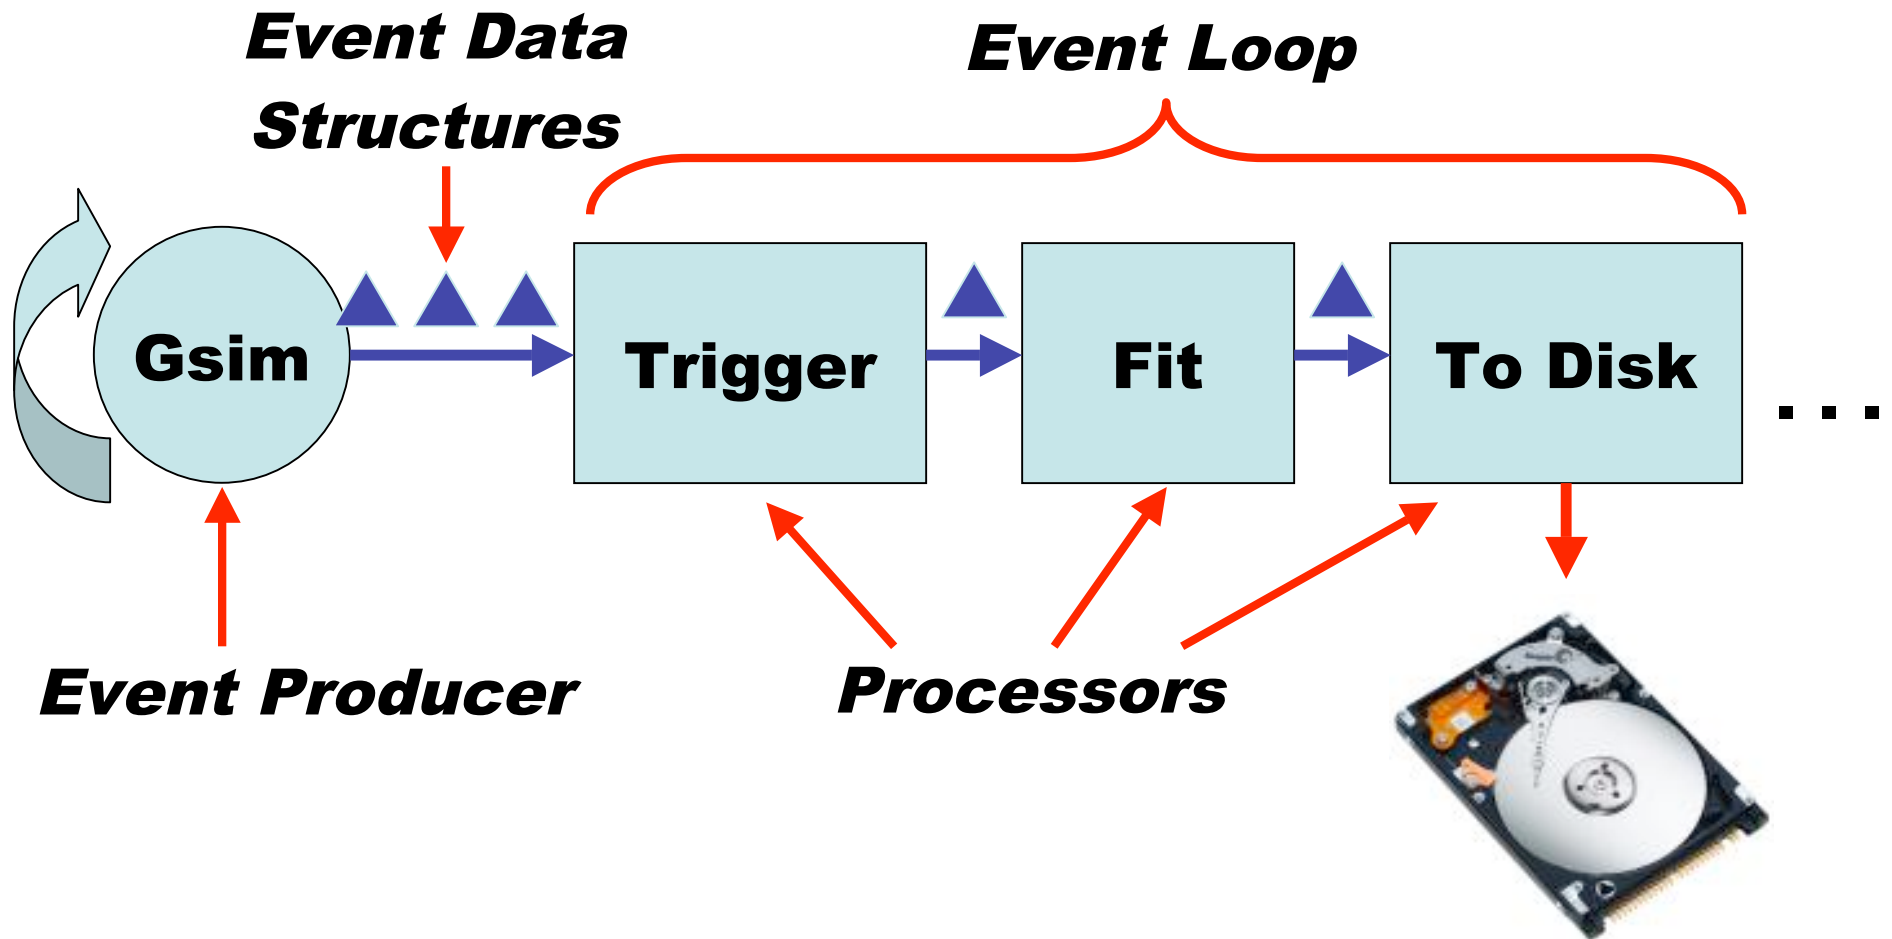 Event Data
Structures
Event Loop
Gsim
Trigger
Fit
To Disk
...
Event Producer
Processors